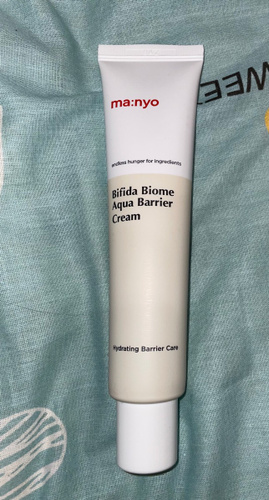 ma:nyo
endless hunger for ingredients
Bifida Biome
Aqua Barrier
Cream
Hydrating Barrier Care